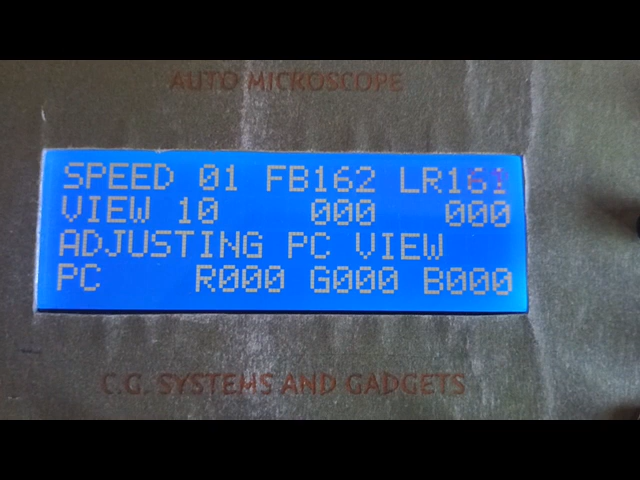 AUTO MICROSCOPE
SPEED 01 FB162 LR161
VIEW 10 000 000
ADJUSTING PC VIEW
PC R000 G000 B000
C.G. SYSTEMS AND GADGETS